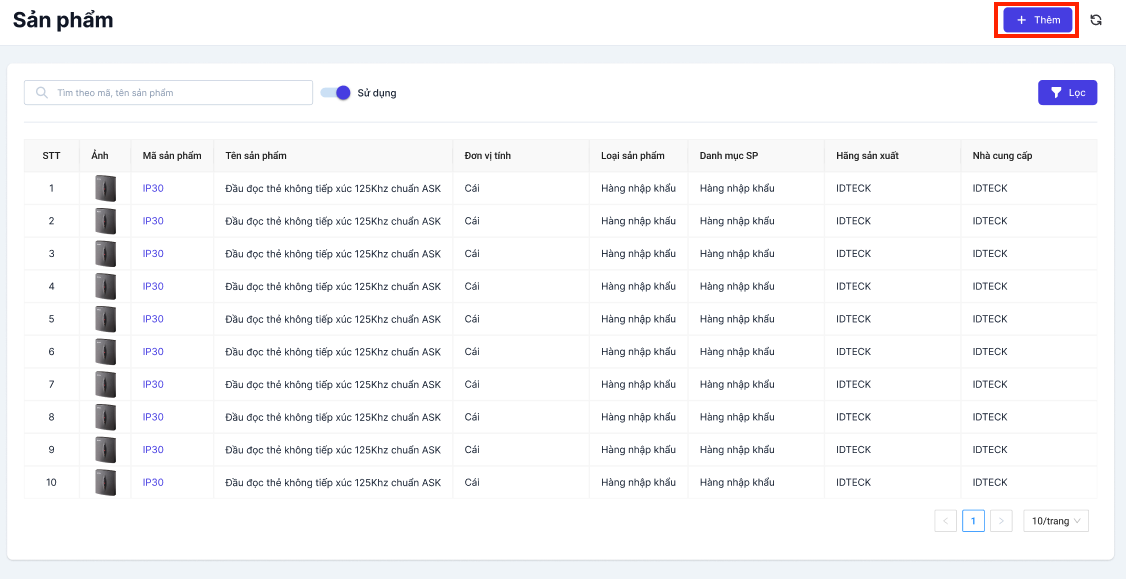 Sản phẩm
Thêm
Tìm theo mã, tên sản phẩm
Sử dụng
Lọc
STT Ảnh Mã sản phẩm Tên sản phẩm Đơn vị tính Loại sản phẩm Danh mục SP Hãng sản xuất Nhà cung cấp
1 IP30 Đầu đọc thẻ không tiếp xúc 125Khz chuẩn ASK Cái Hàng nhập khẩu Hàng nhập khẩu IDTECK IDTECK
2 IP30 Đầu đọc thẻ không tiếp xúc 125Khz chuẩn ASK Cái Hàng nhập khẩu Hàng nhập khẩu IDTECK IDTECK
3 IP30 Đầu đọc thẻ không tiếp xúc 125Khz chuẩn ASK Cái Hàng nhập khẩu Hàng nhập khẩu IDTECK IDTECK
4 IP30 Đầu đọc thẻ không tiếp xúc 125Khz chuẩn ASK Cái Hàng nhập khẩu Hàng nhập khẩu IDTECK IDTECK
5 IP30 Đầu đọc thẻ không tiếp xúc 125Khz chuẩn ASK Cái Hàng nhập khẩu Hàng nhập khẩu IDTECK IDTECK
6 IP30 Đầu đọc thẻ không tiếp xúc 125Khz chuẩn ASK Cái Hàng nhập khẩu Hàng nhập khẩu IDTECK IDTECK
7 IP30 Đầu đọc thẻ không tiếp xúc 125Khz chuẩn ASK Cái Hàng nhập khẩu Hàng nhập khẩu IDTECK IDTECK
8 IP30 Đầu đọc thẻ không tiếp xúc 125Khz chuẩn ASK Cái Hàng nhập khẩu Hàng nhập khẩu IDTECK IDTECK
9 IP30 Đầu đọc thẻ không tiếp xúc 125Khz chuẩn ASK Cái Hàng nhập khẩu Hàng nhập khẩu IDTECK IDTECK
10 IP30 Đầu đọc thẻ không tiếp xúc 125Khz chuẩn ASK Cái Hàng nhập khẩu Hàng nhập khẩu IDTECK IDTECK
1 10/trang